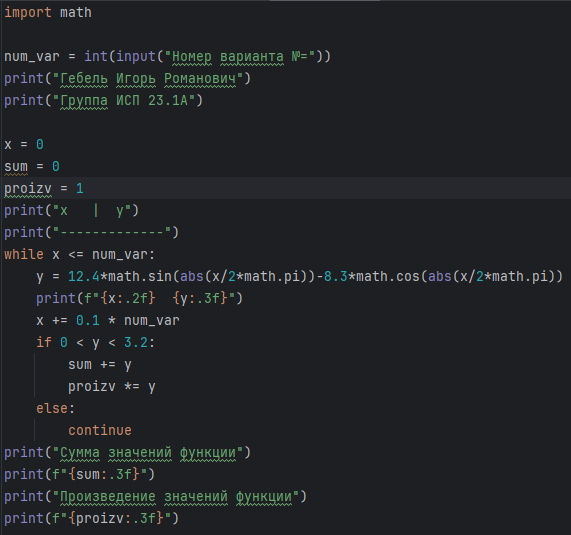 import math
num_var = int(input("Номер варианта №="))
print("Гебель Игорь Романович")
print("Группа ИСП 23.1А")
x = 0
sum = 0
proizv = 1
print("x   |  y")
print("-------------")
while x <= num_var:
    y = 12.4*math.sin(abs(x/2*math.pi))-8.3*math.cos(abs(x/2*math.pi))
    print(f"{x:.2f}  {y:.3f}")
    x += 0.1 * num_var
    if 0 < y < 3.2:
        sum += y
        proizv *= y
    else:
        continue
print("Сумма значений функции")
print(f"{sum:.3f}")
print("Произведение значений функции")
print(f"{proizv:.3f}")